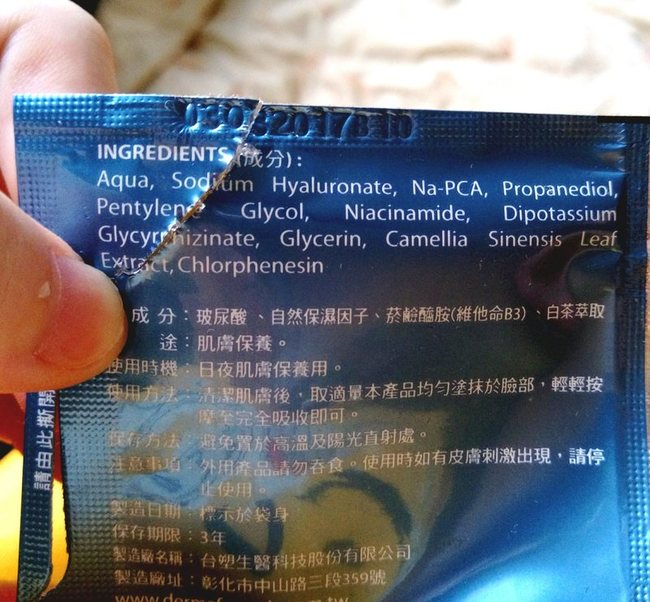 INGREDIENTS (成分):
Aqua, Sodium Hyaluronate, Na-PCA, Propanediol,
Pentylene Glycol, Niacinamide, Dipotassium
Glycyrrhizinate, Glycerin, Camellia Sinensis Leaf
Extract, Chlorphenesin
成分：玻尿酸、自然保濕因子、菸鹼醯胺(維他命B3)、白茶萃取
途：肌膚保養。
使用時機：日夜肌膚保養用。
使用方法：清潔肌膚後，取適量本產品均勻塗抹於臉部，輕輕按
摩至完全吸收即可。
保存方法：避免置於高溫及陽光直射處。
注意事項：外用產品請勿吞食。使用時如有皮膚刺激出現，請停
止使用。
製造日期：標示於袋身
保存期限：3年
製造廠名稱：台塑生醫科技股份有限公司
製造廠址：彰化市中山路三段359號
請由此撕開